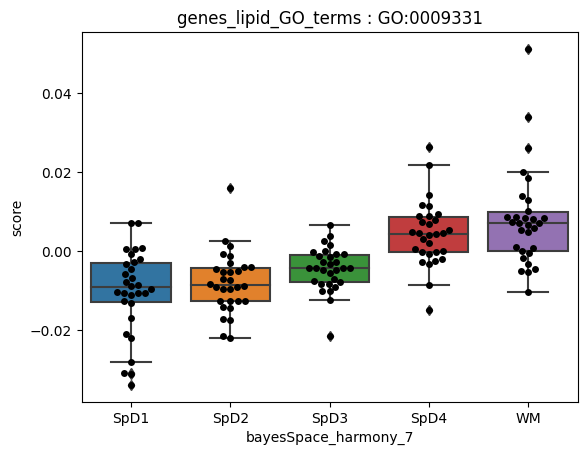 genes_lipid_GO_terms : GO:0009331
score
0.04
0.02
0.00
−0.02
SpD1 SpD2 SpD3 SpD4 WM
bayesSpace_harmony_7